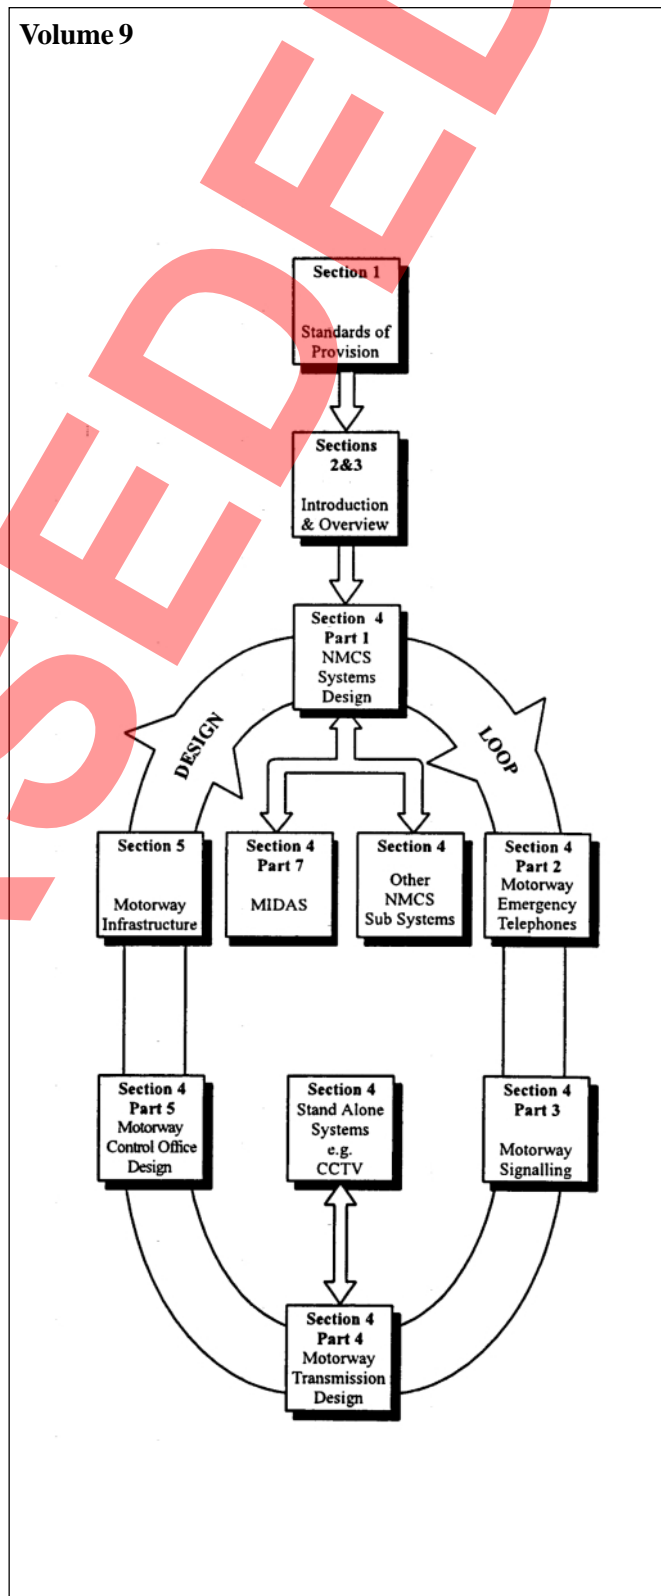 Volume 9
Section 1
Standards of
Provision
Sections
2&3
Introduction
& Overview
Section 4
Part 1
NMCS
Systems
Design
DESIGN
LOOP
Section 5
Motorway
Infrastructure
Section 4
Part 7
MIDAS
Section 4
Other
NMCS
Sub Systems
Section 4
Part 2
Motorway
Emergency
Telephones
Section 4
Part 5
Motorway
Control Office
Design
Section 4
Stand Alone
Systems
e.g.
CCTV
Section 4
Part 3
Motorway
Signalling
Section 4
Part 4
Motorway
Transmission
Design
SEDED